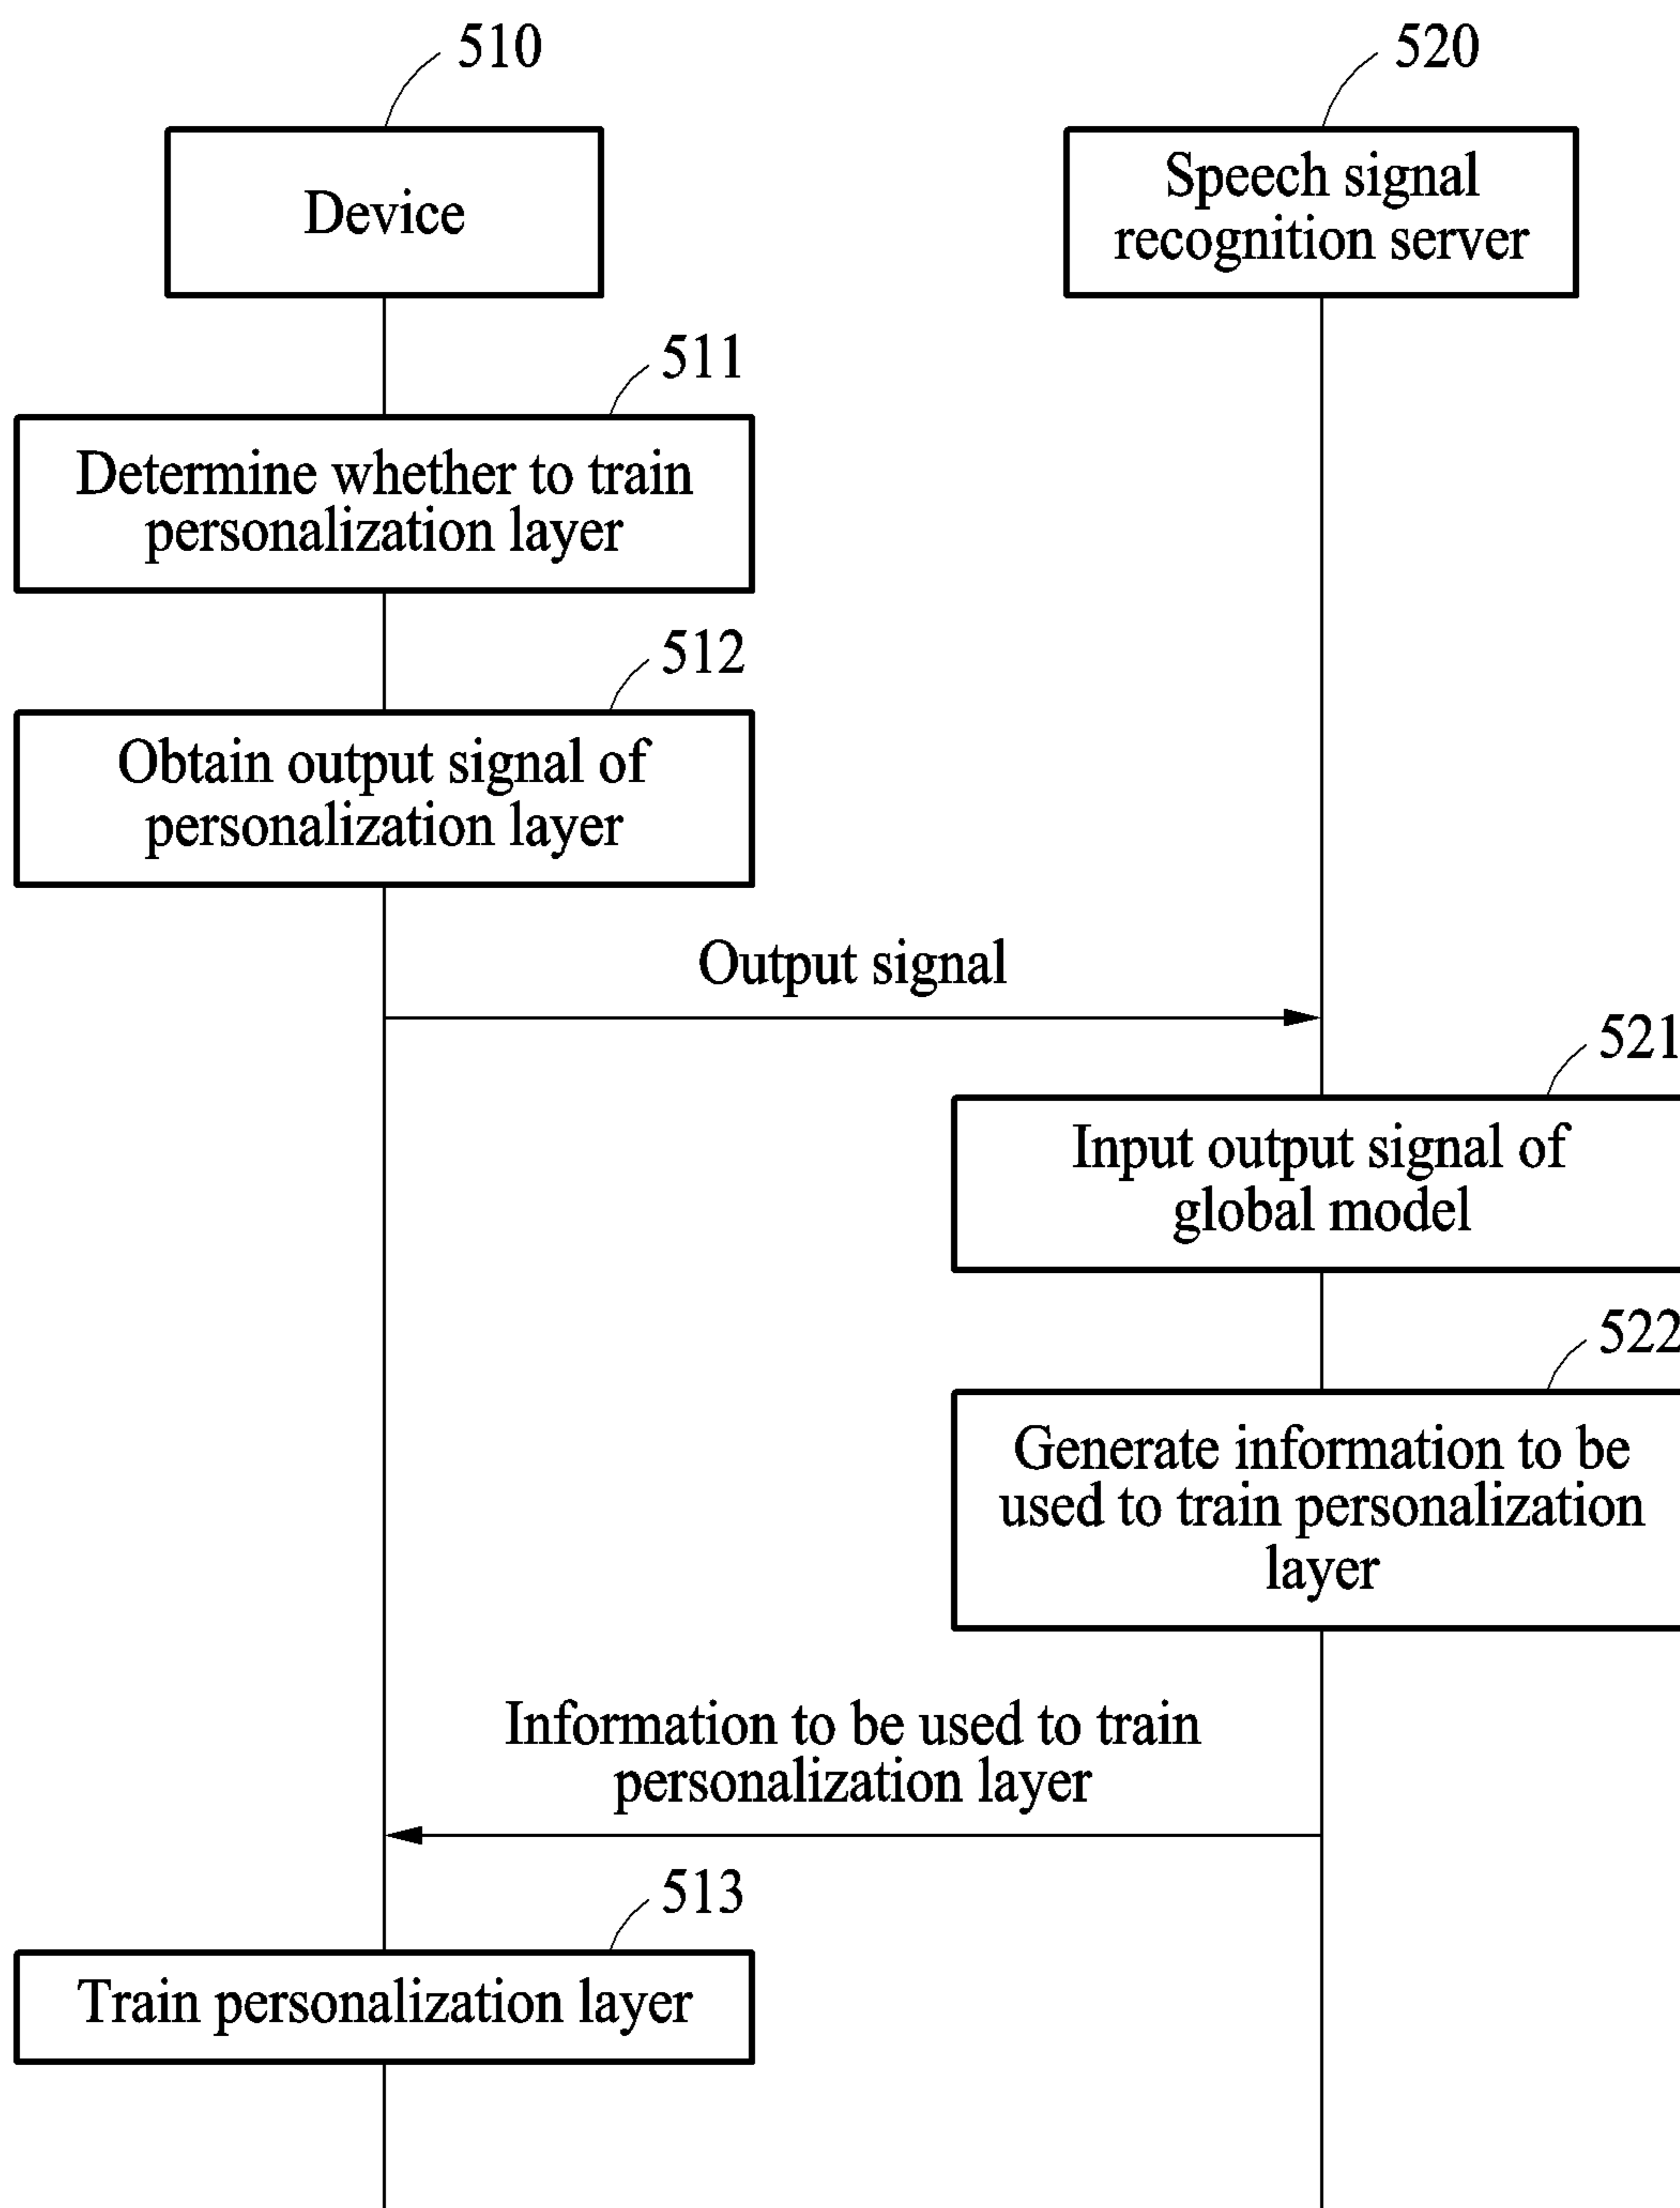 510
520
Device
Speech signal
recognition server
511
Determine whether to train
personalization layer
512
Obtain output signal of
personalization layer
Output signal
521
Input output signal of
global model
522
Generate information to be
used to train personalization
layer
Information to be used to train
personalization layer
513
Train personalization layer